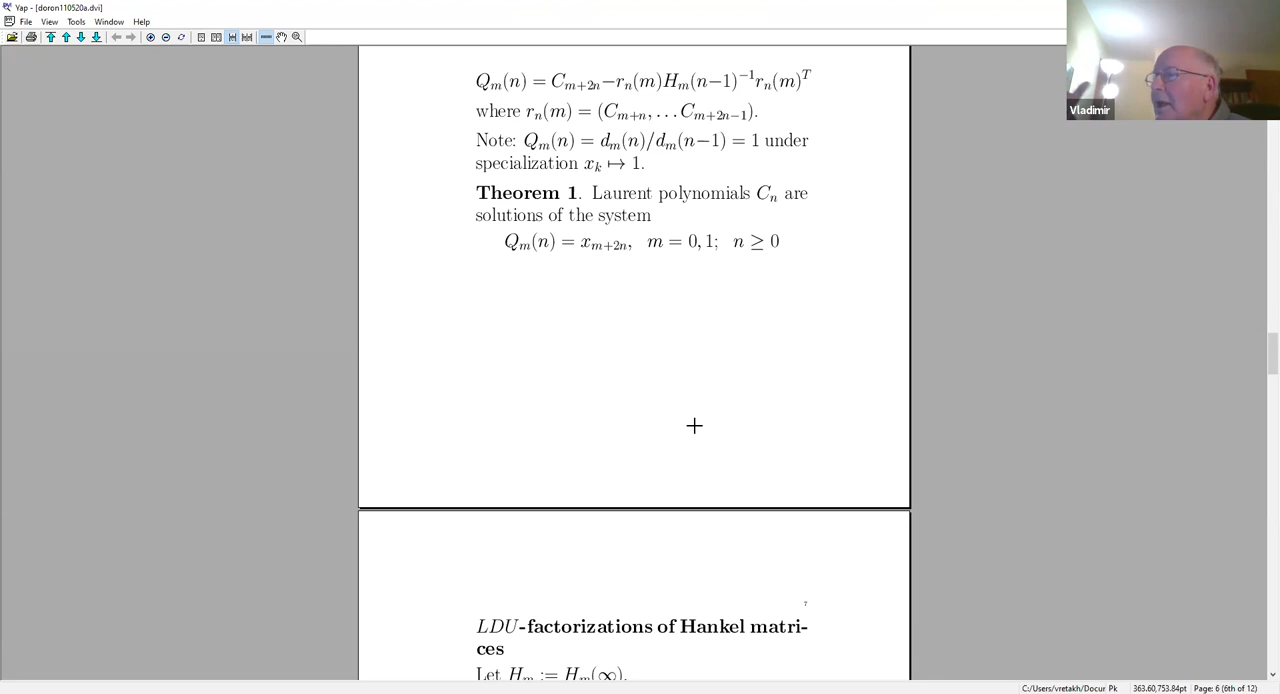 Yap - [doron110520a.dvi]
File View Tools Window Help
Q_m(n) = C_{m+2n}−r_n(m)H_m(n−1)^{−1}r_n(m)^T
where r_n(m) = (C_{m+n}, … C_{m+2n−1}).
Note: Q_m(n) = d_m(n)/d_m(n−1) = 1 under
specialization x_k ↦ 1.
Theorem 1. Laurent polynomials C_n are
solutions of the system
Q_m(n) = x_{m+2n}, m = 0, 1; n ≥ 0
7
LDU-factorizations of Hankel matri-
ces
Let H_m := H_m(∞).
Vladimir
C:/Users/vretakh/Docur Pk 363.60,753.84pt Page: 6 (6th of 12)